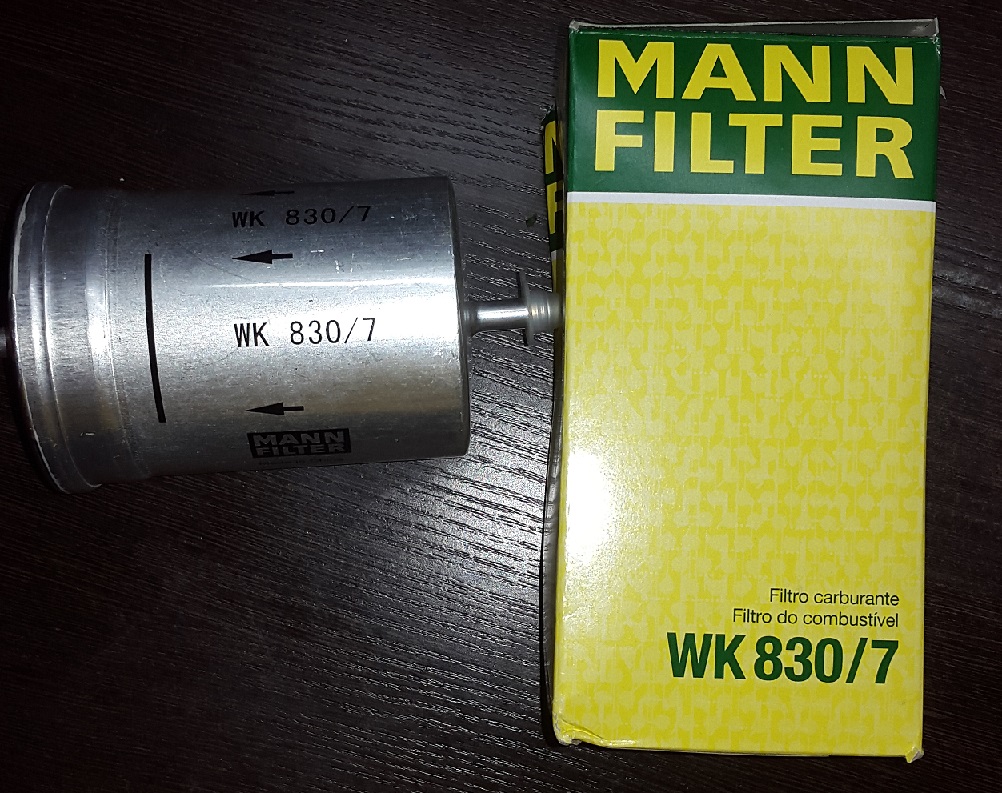 WK 830/7
WK 830/7
MANN
FILTER
MANN
FILTER
Filtro carburante
Filtro do combustível
WK 830/7